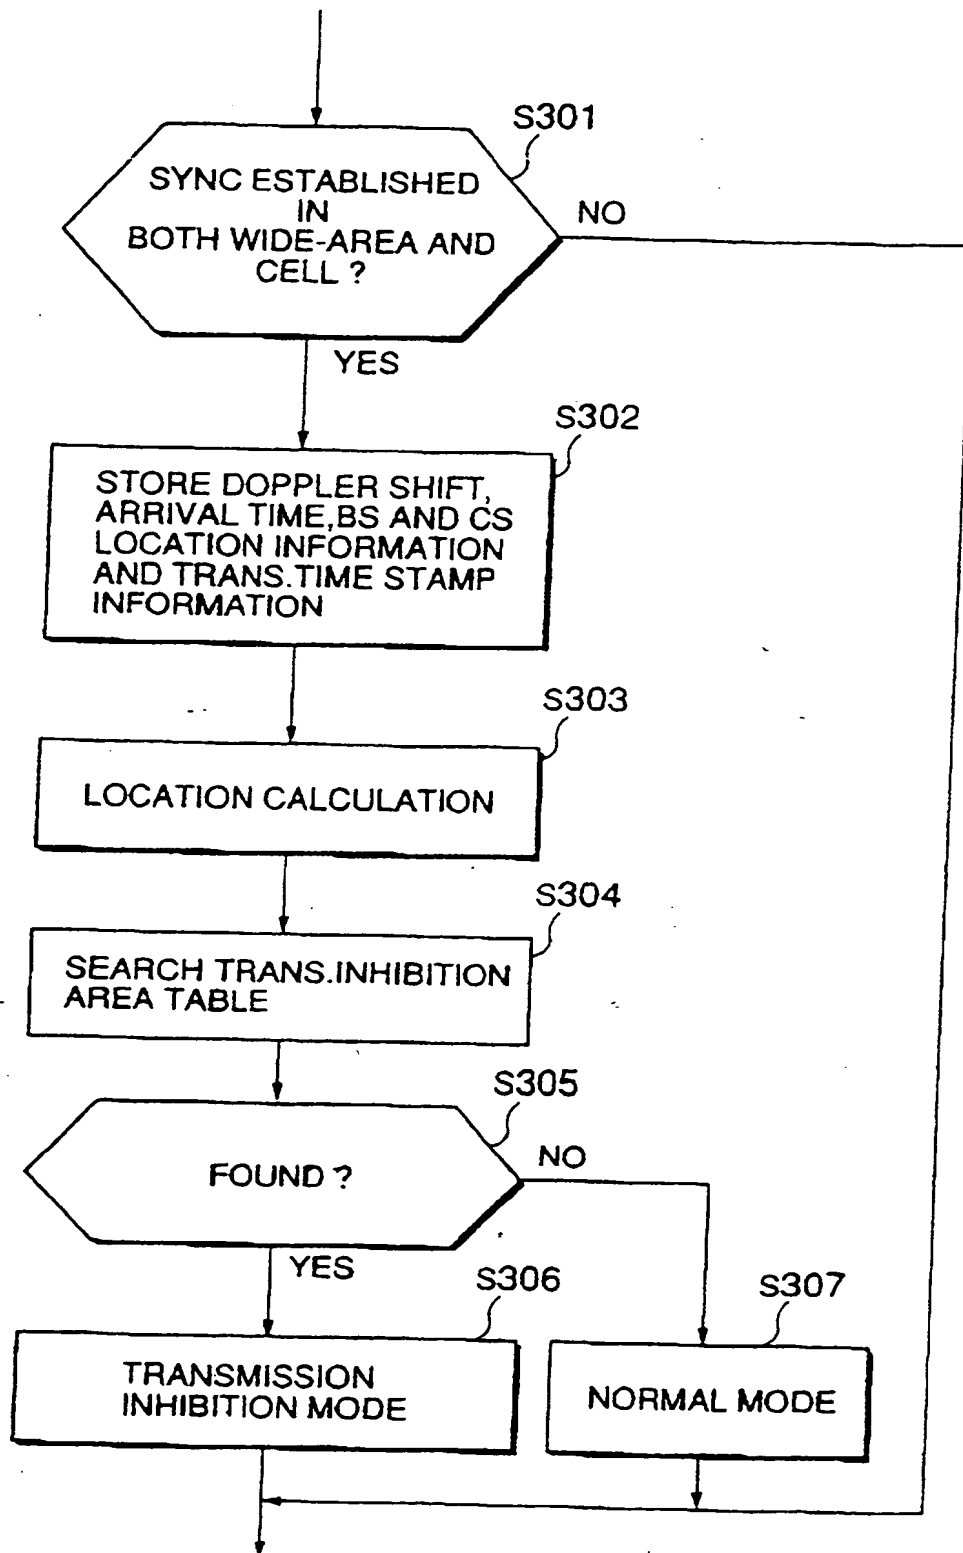 S301
SYNC ESTABLISHED
IN
BOTH WIDE-AREA AND
CELL ?
NO
YES
S302
STORE DOPPLER SHIFT,
ARRIVAL TIME,BS AND CS
LOCATION INFORMATION
AND TRANS.TIME STAMP
INFORMATION
S303
LOCATION CALCULATION
S304
SEARCH TRANS.INHIBITION
AREA TABLE
S305
FOUND ?
NO
YES
S306
TRANSMISSION
INHIBITION MODE
S307
NORMAL MODE